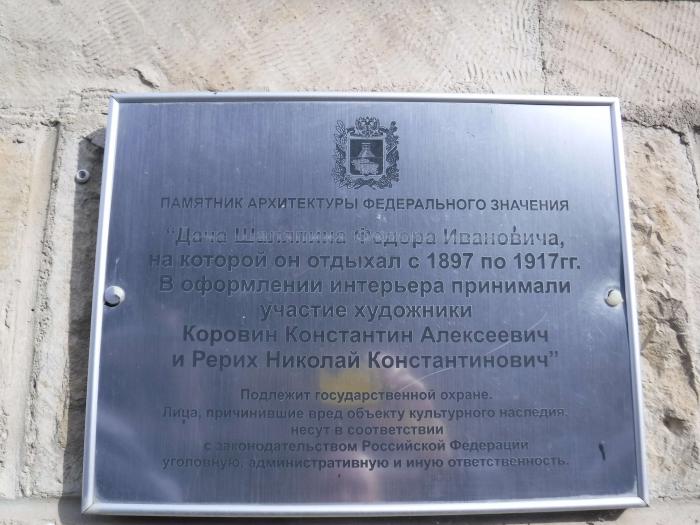 ПАМЯТНИК АРХИТЕКТУРЫ ФЕДЕРАЛЬНОГО ЗНАЧЕНИЯ
“Дача Шаляпина Федора Ивановича,
на которой он отдыхал с 1897 по 1917гг.
В оформлении интерьера принимали
участие художники
Коровин Константин Алексеевич
и Рерих Николай Константинович”
Подлежит государственной охране.
Лица, причинившие вред объекту культурного наследия,
несут в соответствии
с законодательством Российской Федерации
уголовную, административную и иную ответственность.